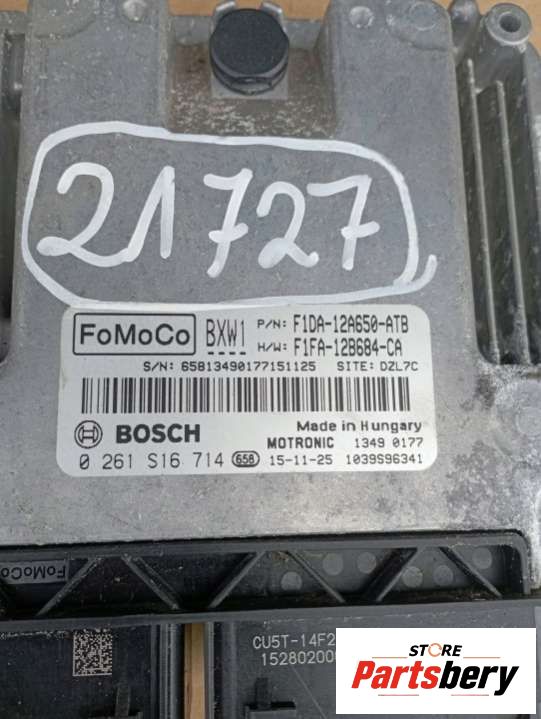 21727
FoMoCo BXW1 P/N: F1DA-12A650-ATB
H/W: F1FA-12B684-CA
S/N: 65813490177151125 SITE: DZL7C
BOSCH Made in Hungary
MOTRONIC 1349 0177
0 261 S16 714 658 15-11-25 1039S96341
FoMoCo
CU5T-14F2
15280200
STORE
Partsbery